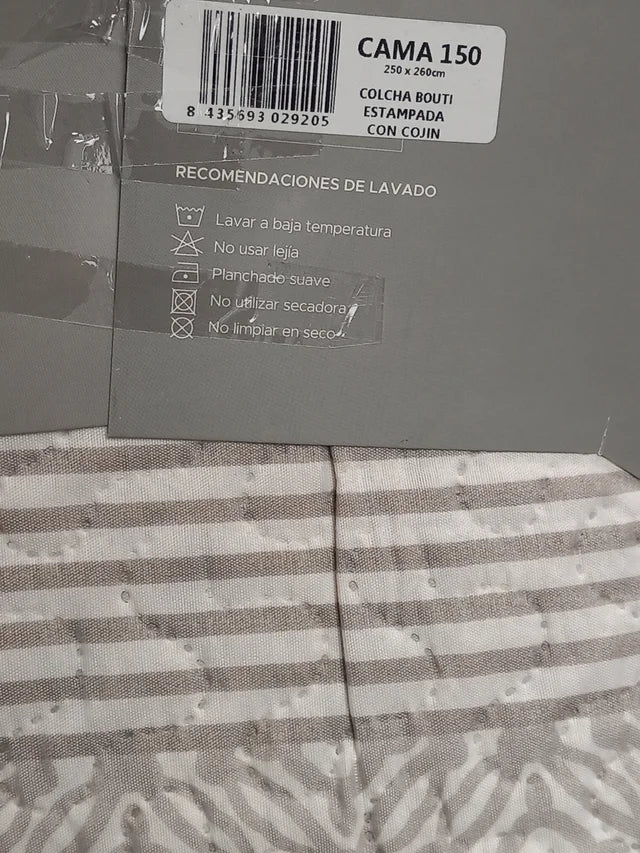 CAMA 150
250 x 260cm
COLCHA BOUTI
ESTAMPADA
CON COJIN
8 435693 029205
RECOMENDACIONES DE LAVADO
Lavar a baja temperatura
No usar lejía
Planchado suave
No utilizar secadora
No limpiar en seco